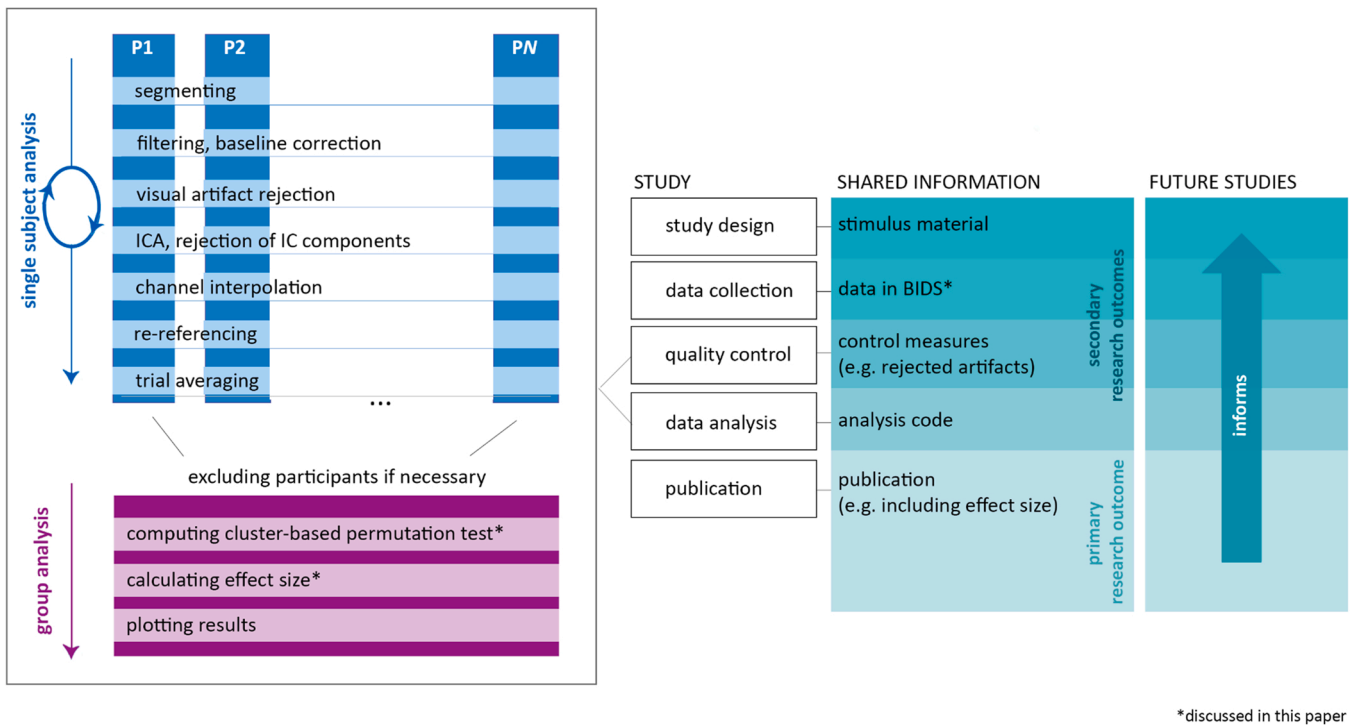 P1
P2
PN
single subject analysis
segmenting
filtering, baseline correction
visual artifact rejection
ICA, rejection of IC components
channel interpolation
re-referencing
trial averaging
...
excluding participants if necessary
group analysis
computing cluster-based permutation test*
calculating effect size*
plotting results
STUDY
study design
data collection
quality control
data analysis
publication
SHARED INFORMATION
stimulus material
data in BIDS*
control measures
(e.g. rejected artifacts)
analysis code
publication
(e.g. including effect size)
secondary
research outcomes
primary
research outcome
FUTURE STUDIES
informs
*discussed in this paper